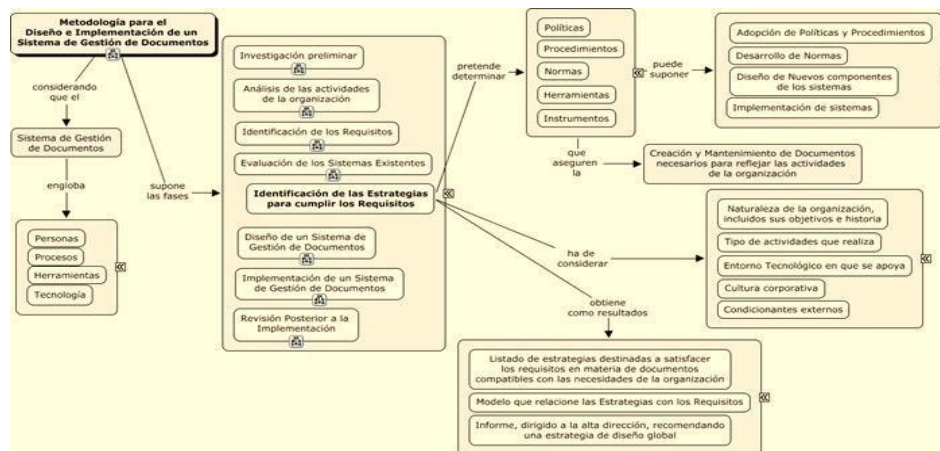 Metodología para el
Diseño e Implementación de un
Sistema de Gestión de Documentos
considerando
que el
Sistema de Gestión
de Documentos
engloba
Personas
Procesos
Herramientas
Tecnología
supone
las fases
Investigación preliminar
Análisis de las actividades
de la organización
Identificación de los Requisitos
Evaluación de los Sistemas Existentes
Identificación de las Estrategias
para cumplir los Requisitos
Diseño de un Sistema de
Gestión de Documentos
Implementación de un Sistema
de Gestión de Documentos
Revisión Posterior a la
Implementación
pretende
determinar
Políticas
Procedimientos
Normas
Herramientas
Instrumentos
puede
suponer
Adopción de Políticas y Procedimientos
Desarrollo de Normas
Diseño de Nuevos componentes
de los sistemas
Implementación de sistemas
que
aseguren
la
Creación y Mantenimiento de Documentos
necesarios para reflejar las actividades
de la organización
ha de
considerar
Naturaleza de la organización,
incluidos sus objetivos e historia
Tipo de actividades que realiza
Entorno Tecnológico en que se apoya
Cultura corporativa
Condicionantes externos
obtiene
como resultados
Listado de estrategias destinadas a satisfacer
los requisitos en materia de documentos
compatibles con las necesidades de la organización
Modelo que relacione las Estrategias con los Requisitos
Informe, dirigido a la alta dirección, recomendando
una estrategia de diseño global